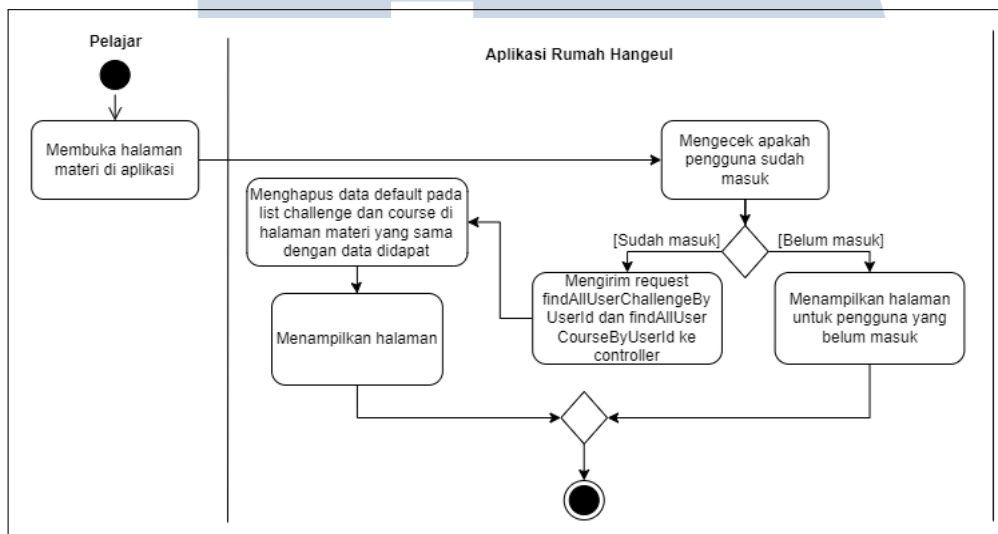 Pelajar
Aplikasi Rumah Hangeul
Membuka halaman
materi di aplikasi
Mengecek apakah
pengguna sudah
masuk
[Sudah masuk]
[Belum masuk]
Mengirim request
findAllUserChallengeBy
UserId dan findAllUser
CourseByUserId ke
controller
Menampilkan halaman
untuk pengguna yang
belum masuk
Menghapus data default pada
list challenge dan course di
halaman materi yang sama
dengan data didapat
Menampilkan halaman